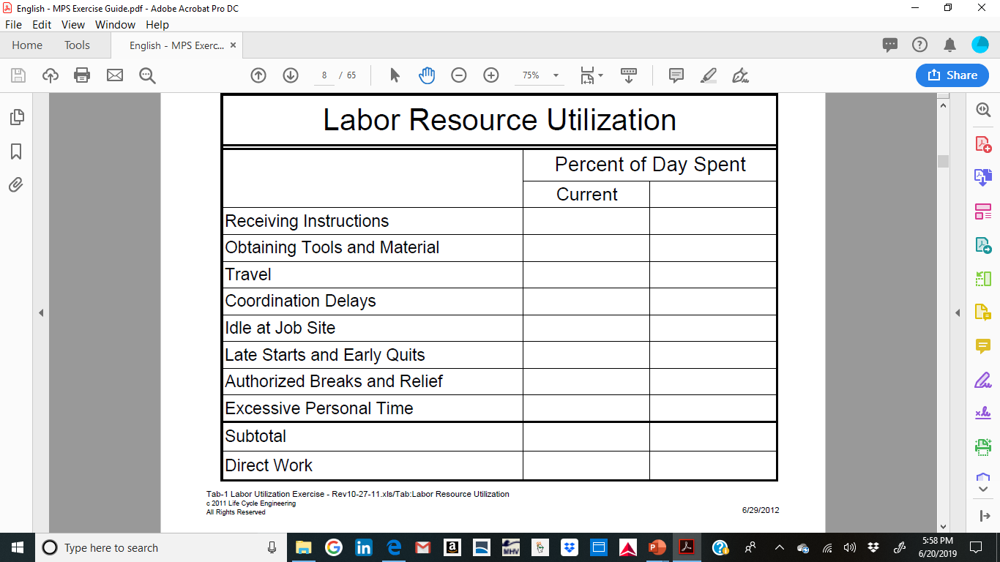 English - MPS Exercise Guide.pdf - Adobe Acrobat Pro DC
File Edit View Window Help
Home Tools English - MPS Exerc...
8 / 65 75% Share
Labor Resource Utilization
Percent of Day Spent
Current
Receiving Instructions
Obtaining Tools and Material
Travel
Coordination Delays
Idle at Job Site
Late Starts and Early Quits
Authorized Breaks and Relief
Excessive Personal Time
Subtotal
Direct Work
Tab-1 Labor Utilization Exercise - Rev10-27-11.xls/Tab:Labor Resource Utilization
c 2011 Life Cycle Engineering
All Rights Reserved
6/29/2012
Type here to search
5:58 PM
6/20/2019